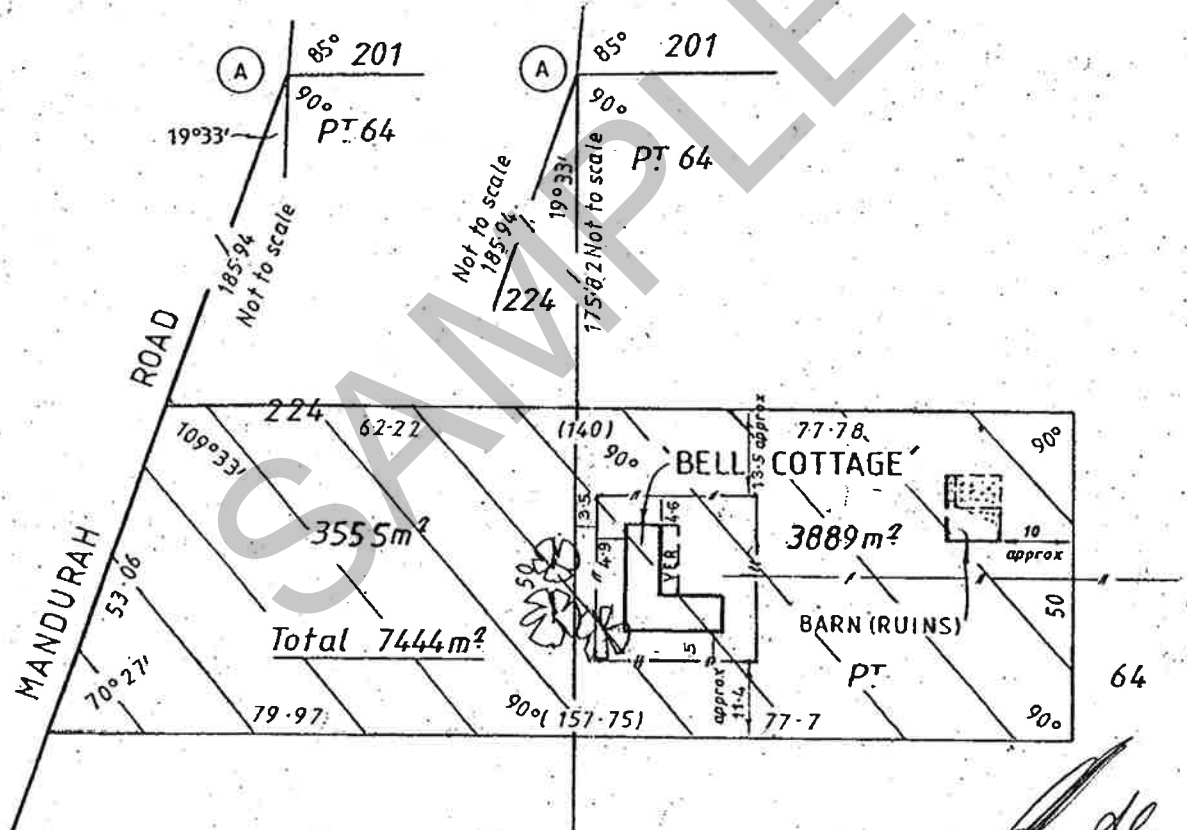 A
85° 201
90°
PT 64
19°33'
185·94
Not to scale
A
85° 201
90°
PT 64
Not to scale
185·94
19°33'
175·82 Not to scale
224
MANDURAH ROAD
224
62·22
(140)
13·5 approx
77·78
90°
109°33'
90°
'BELL COTTAGE'
3555m²
3·5
4·9
4·6
VER
3889m²
10
approx
53·06
50
50
Total 7444m²
BARN (RUINS)
PT
64
70°27'
5
79·97
90°
(157·75)
approx
11·4
77·7
90°
SAMPLE